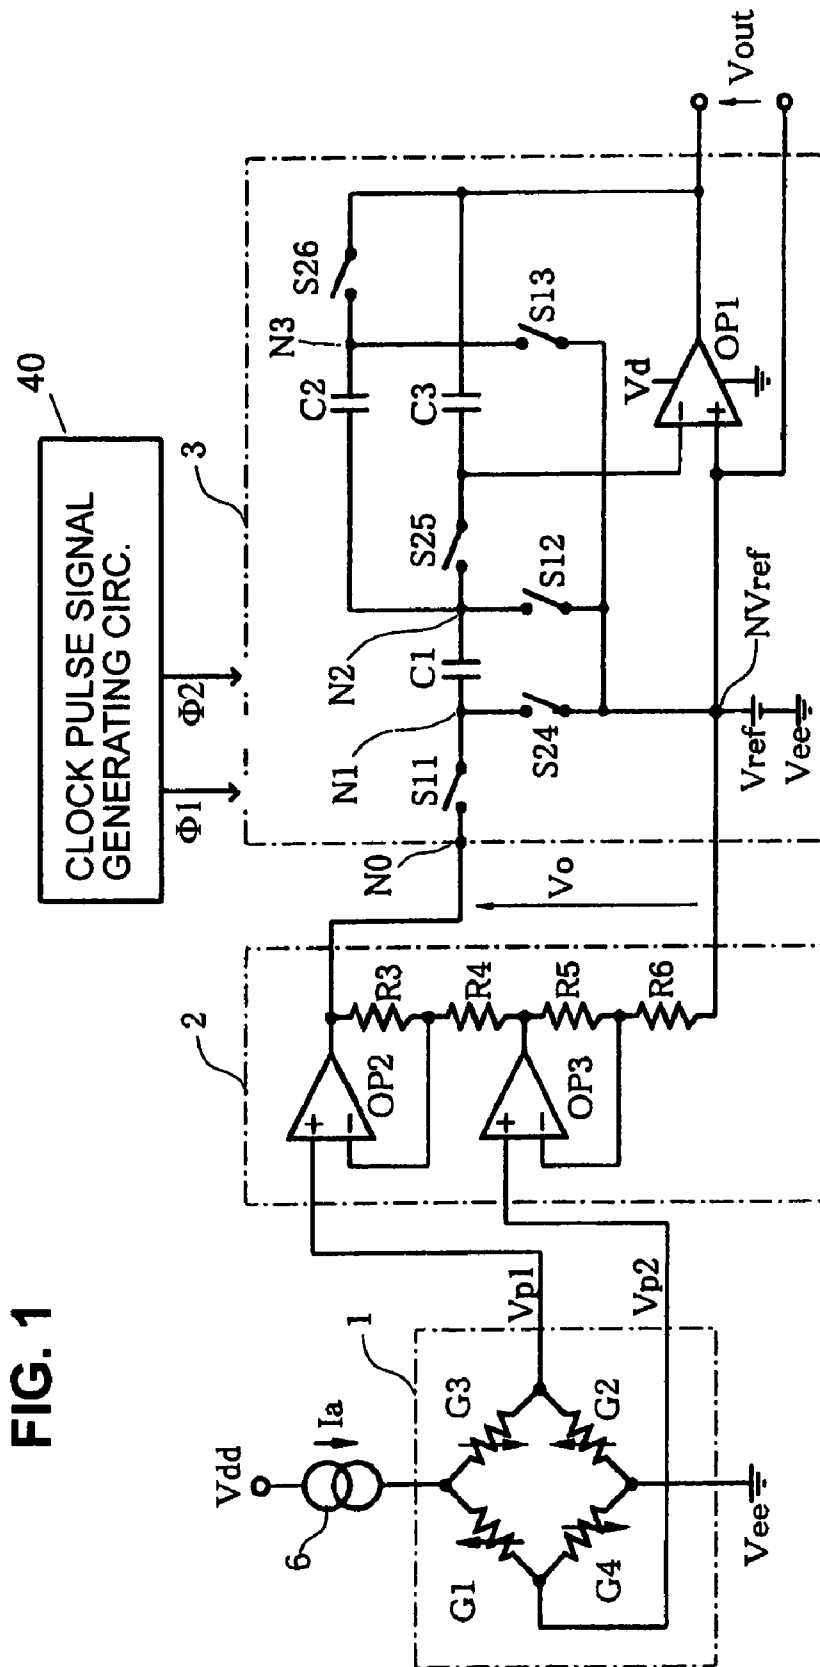 FIG. 1
CLOCK PULSE SIGNAL
GENERATING CIRC.
40
Φ1
Φ2
3
2
1
Vdd
6
Ia
G1
G3
G4
G2
Vee
Vp1
Vp2
OP2
OP3
+
−
+
−
R3
R4
R5
R6
Vo
N0
S11
N1
C1
N2
S25
C2
C3
N3
S26
S24
S12
S13
Vref
Vee
NVref
Vd
−
+
OP1
Vout